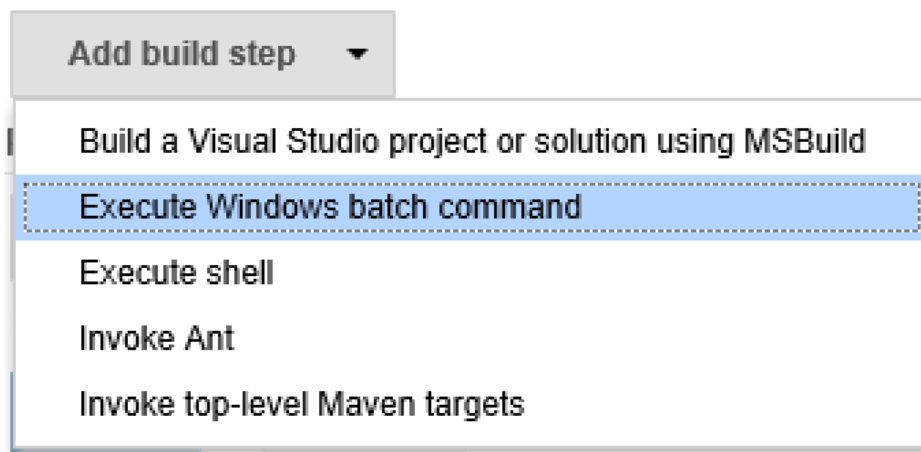 Add build step
Build a Visual Studio project or solution using MSBuild
Execute Windows batch command
Execute shell
Invoke Ant
Invoke top-level Maven targets